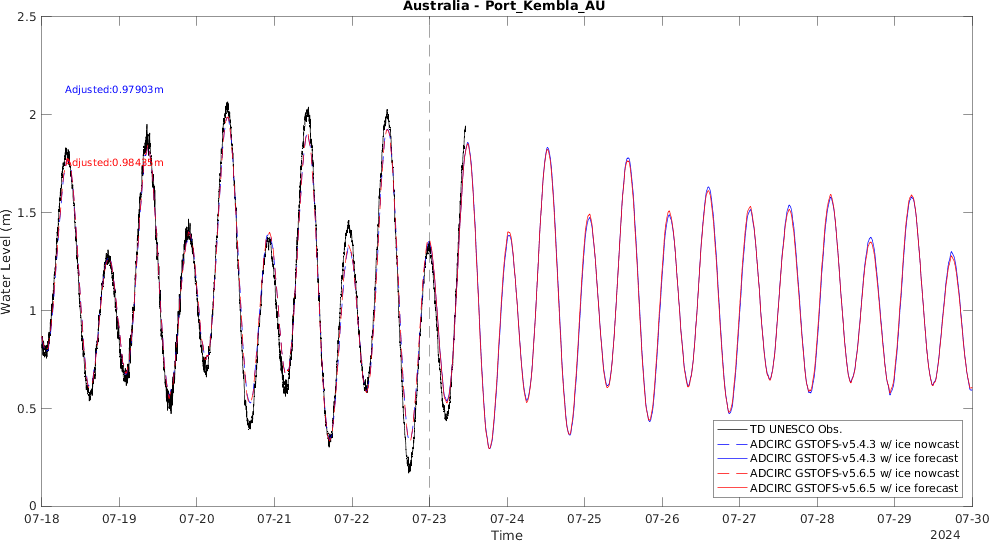 Australia - Port_Kembla_AU
2.5
2
1.5
1
0.5
0
Water Level (m)
Adjusted:0.97903m
Adjusted:0.98435m
TD UNESCO Obs.
ADCIRC GSTOFS-v5.4.3 w/ ice nowcast
ADCIRC GSTOFS-v5.4.3 w/ ice forecast
ADCIRC GSTOFS-v5.6.5 w/ ice nowcast
ADCIRC GSTOFS-v5.6.5 w/ ice forecast
07-18 07-19 07-20 07-21 07-22 07-23 07-24 07-25 07-26 07-27 07-28 07-29 07-30
Time
2024